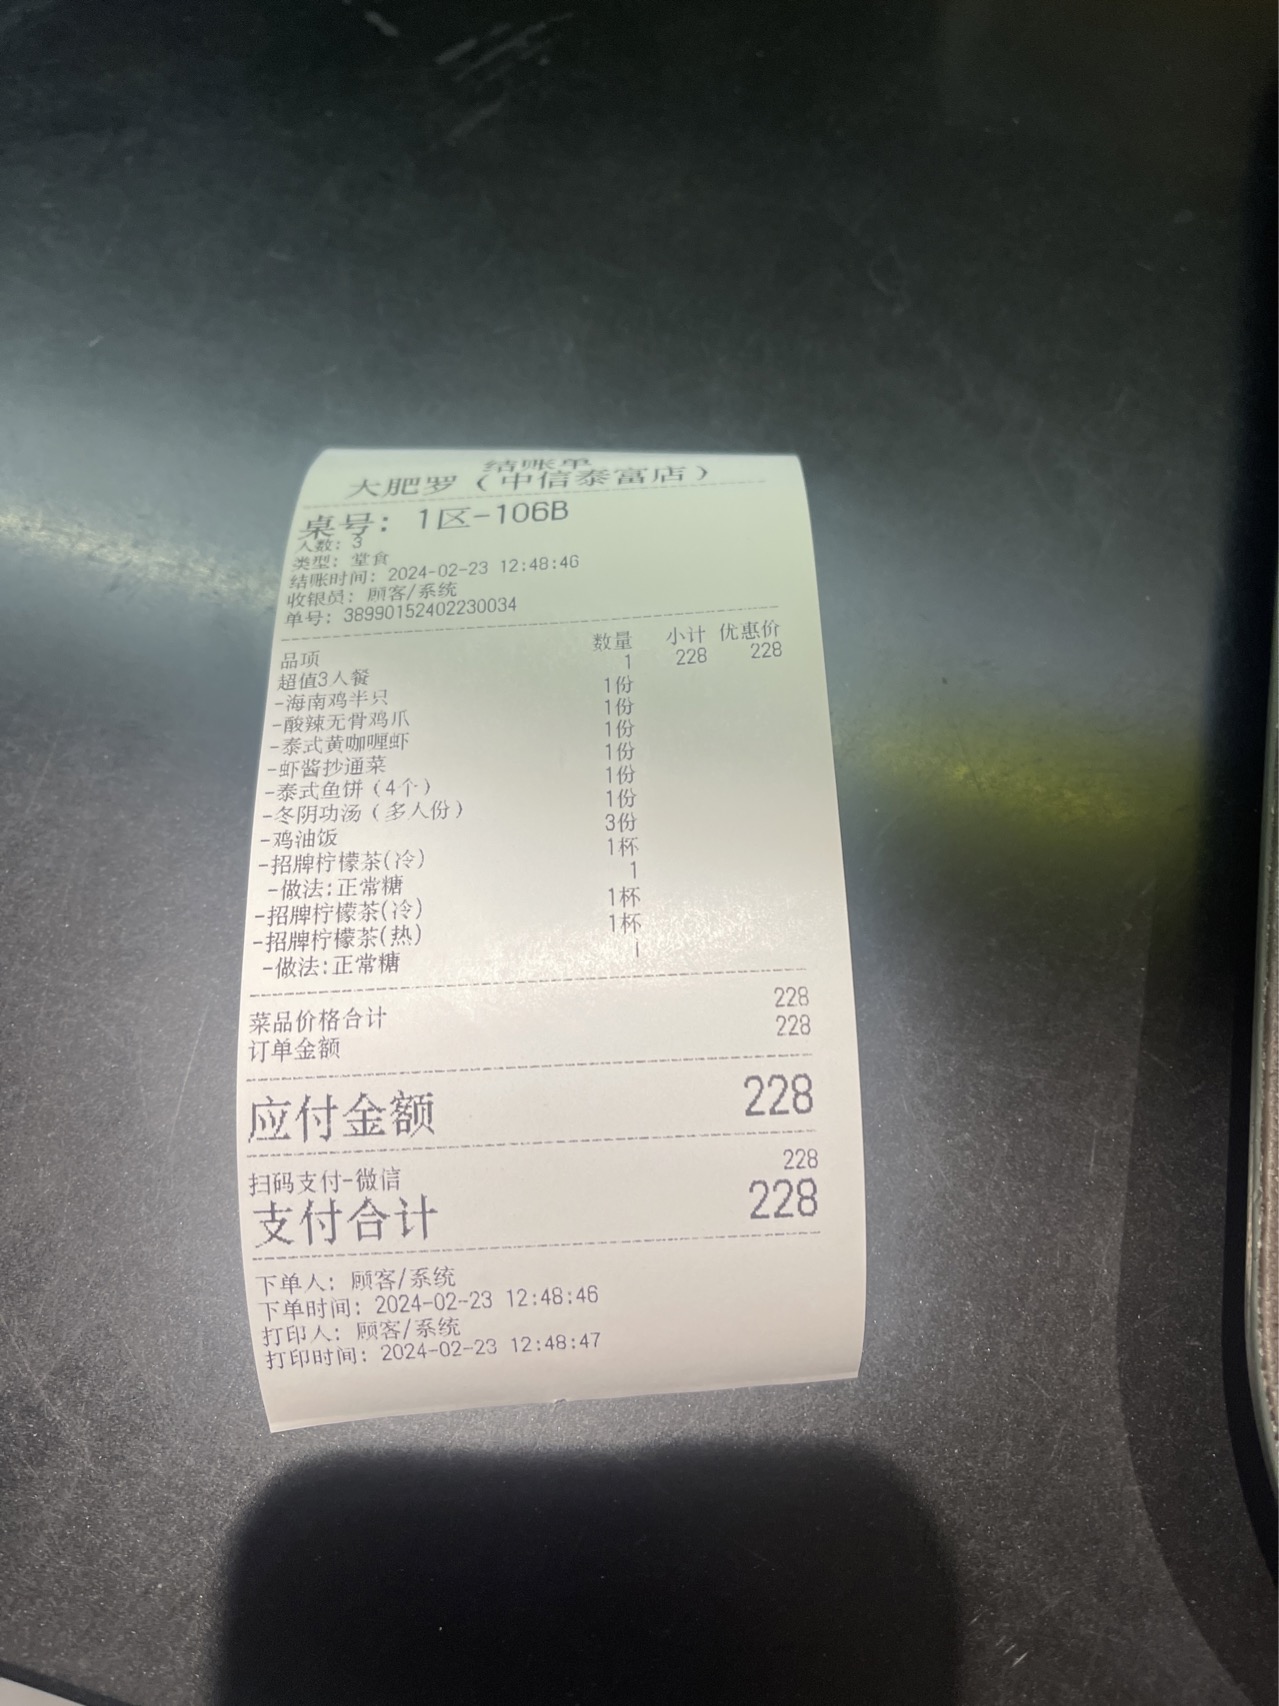 结账单
大肥罗（中信泰富店）
桌号: 1区-106B
人数: 3
类型: 堂食
结账时间: 2024-02-23 12:48:46
收银员: 顾客/系统
单号: 38990152402230034
品项 数量 小计 优惠价
超值3人餐 1 228 228
-海南鸡半只 1份
-酸辣无骨鸡爪 1份
-泰式黄咖喱虾 1份
-虾酱抄通菜 1份
-泰式鱼饼（4个） 1份
-冬阴功汤（多人份） 1份
-鸡油饭 3份
-招牌柠檬茶(冷) 1杯
-做法:正常糖 1
-招牌柠檬茶(冷) 1杯
-招牌柠檬茶(热) 1杯
-做法:正常糖 1
菜品价格合计 228
订单金额 228
应付金额 228
扫码支付-微信 228
支付合计 228
下单人: 顾客/系统
下单时间: 2024-02-23 12:48:46
打印人: 顾客/系统
打印时间: 2024-02-23 12:48:47